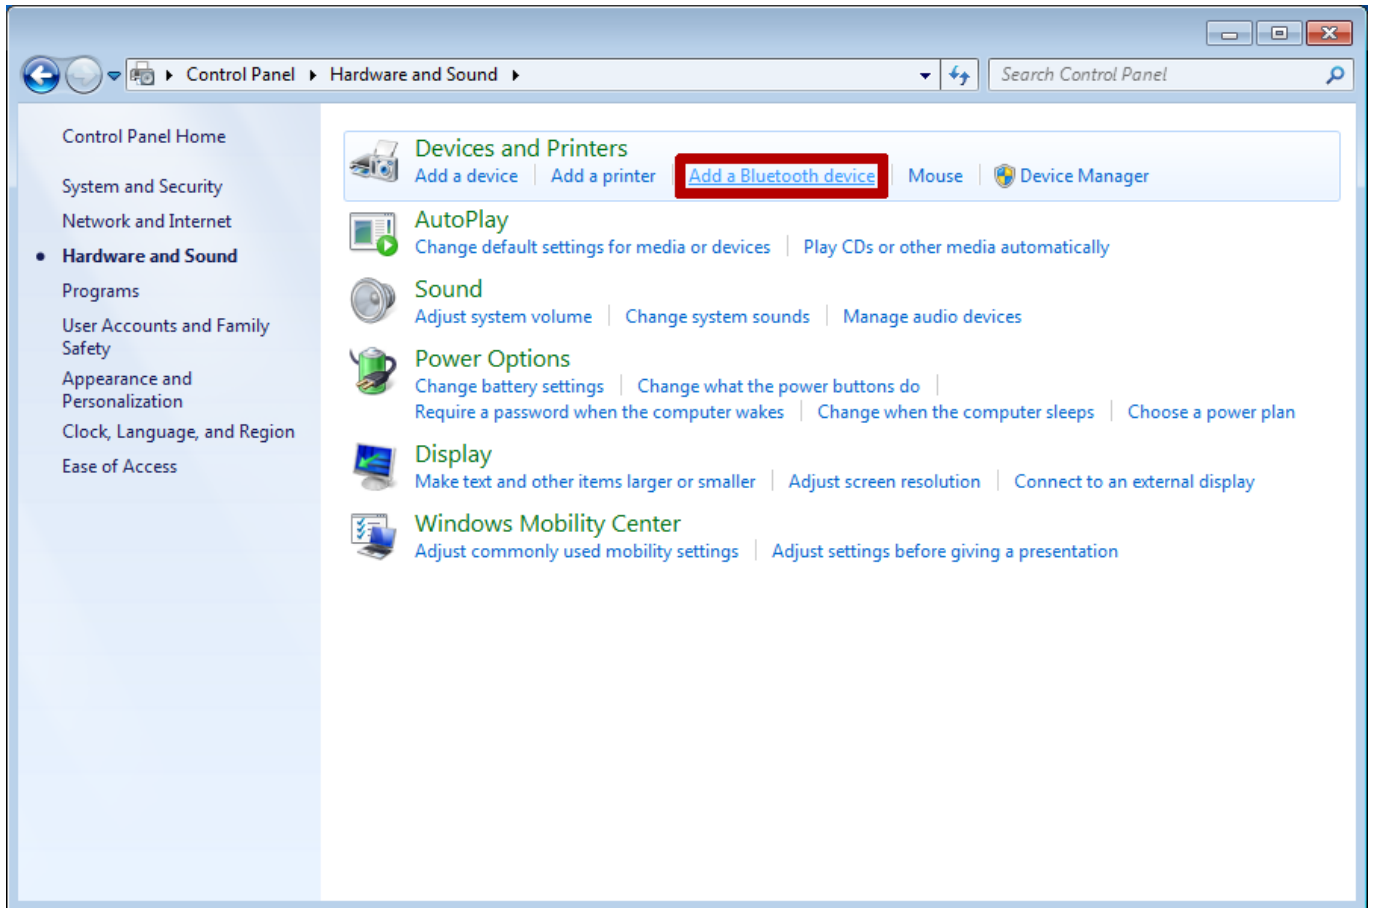 Control Panel Hardware and Sound
Search Control Panel
Control Panel Home
System and Security
Network and Internet
Hardware and Sound
Programs
User Accounts and Family
Safety
Appearance and
Personalization
Clock, Language, and Region
Ease of Access
Devices and Printers
Add a device Add a printer Add a Bluetooth device Mouse Device Manager
AutoPlay
Change default settings for media or devices Play CDs or other media automatically
Sound
Adjust system volume Change system sounds Manage audio devices
Power Options
Change battery settings Change what the power buttons do
Require a password when the computer wakes Change when the computer sleeps Choose a power plan
Display
Make text and other items larger or smaller Adjust screen resolution Connect to an external display
Windows Mobility Center
Adjust commonly used mobility settings Adjust settings before giving a presentation